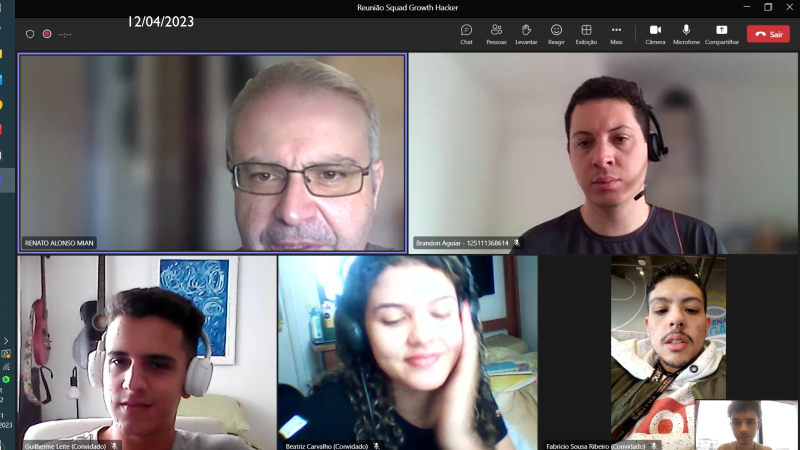 Reunião Squad Growth Hacker
12/04/2023
--:--
Chat
Pessoas
Levantar
Reagir
Exibição
Mais
Câmera
Microfone
Compartilhar
Sair
RENATO ALONSO MIAN
Brandon Aguiar - 125111368614
Guilherme Leite (Convidado)
Beatriz Carvalho (Convidado)
Fabricio Sousa Ribeiro (Convidado)
2023